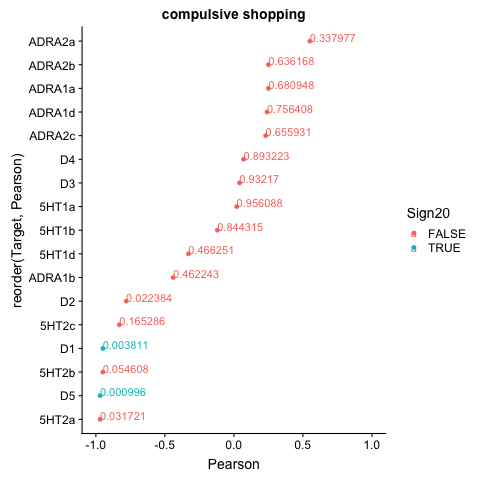 compulsive shopping
reorder(Target, Pearson)
ADRA2a 0.337977
ADRA2b 0.636168
ADRA1a 0.680948
ADRA1d 0.756408
ADRA2c 0.655931
D4 0.893223
D3 0.93217
5HT1a 0.956088
5HT1b 0.844315
5HT1d 0.466251
ADRA1b 0.462243
D2 0.022384
5HT2c 0.165286
D1 0.003811
5HT2b 0.054608
D5 0.000996
5HT2a 0.031721
-1.0 -0.5 0.0 0.5 1.0
Pearson
Sign20
a FALSE
a TRUE